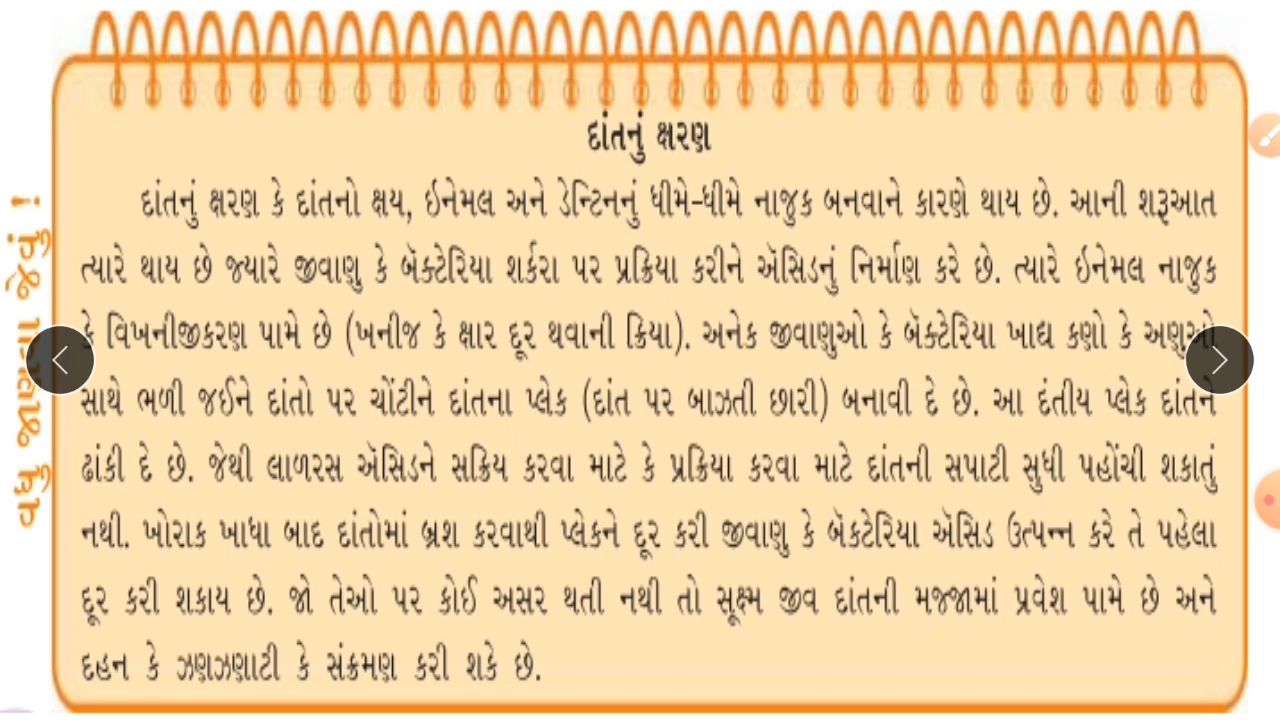 દાંતનું ક્ષરણ
દાંતનું ક્ષરણ કે દાંતનો ક્ષય, ઇનેમલ અને ડેન્ટિનનું ધીમે-ધીમે નાજુક બનવાને કારણે થાય છે. આની શરૂઆત
ત્યારે થાય છે જ્યારે જીવાણુ કે બૅક્ટેરિયા શર્કરા પર પ્રક્રિયા કરીને ઍસિડનું નિર્માણ કરે છે. ત્યારે ઇનેમલ નાજુક
કે વિખનીજીકરણ પામે છે (ખનીજ કે ક્ષાર દૂર થવાની ક્રિયા). અનેક જીવાણુઓ કે બૅક્ટેરિયા ખાદ્ય કણો કે અણુઓ
સાથે ભળી જઈને દાંતો પર ચોંટીને દાંતના પ્લેક (દાંત પર બાઝતી છારી) બનાવી દે છે. આ દંતીય પ્લેક દાંતને
ઢાંકી દે છે. જેથી લાળરસ ઍસિડને સક્રિય કરવા માટે કે પ્રક્રિયા કરવા માટે દાંતની સપાટી સુધી પહોંચી શકાતું
નથી. ખોરાક ખાધા બાદ દાંતોમાં બ્રશ કરવાથી પ્લેકને દૂર કરી જીવાણુ કે બૅકટેરિયા ઍસિડ ઉત્પન્ન કરે તે પહેલા
દૂર કરી શકાય છે. જો તેઓ પર કોઈ અસર થતી નથી તો સૂક્ષ્મ જીવ દાંતની મજ્જામાં પ્રવેશ પામે છે અને
દહન કે ઝણઝણાટી કે સંક્રમણ કરી શકે છે.